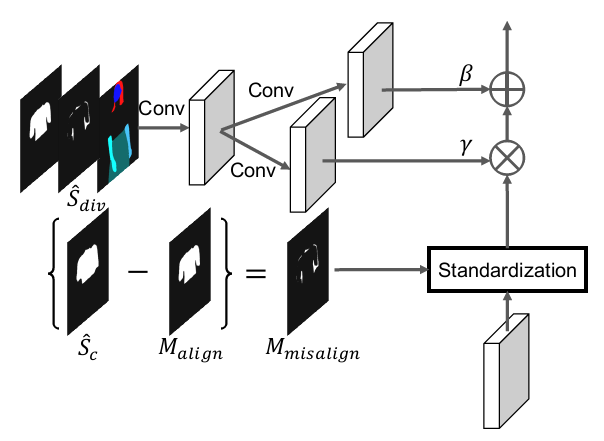 Conv
Conv
Conv
β
γ
Ŝ_div
{ − } =
Standardization
Ŝ_c
M_align
M_misalign